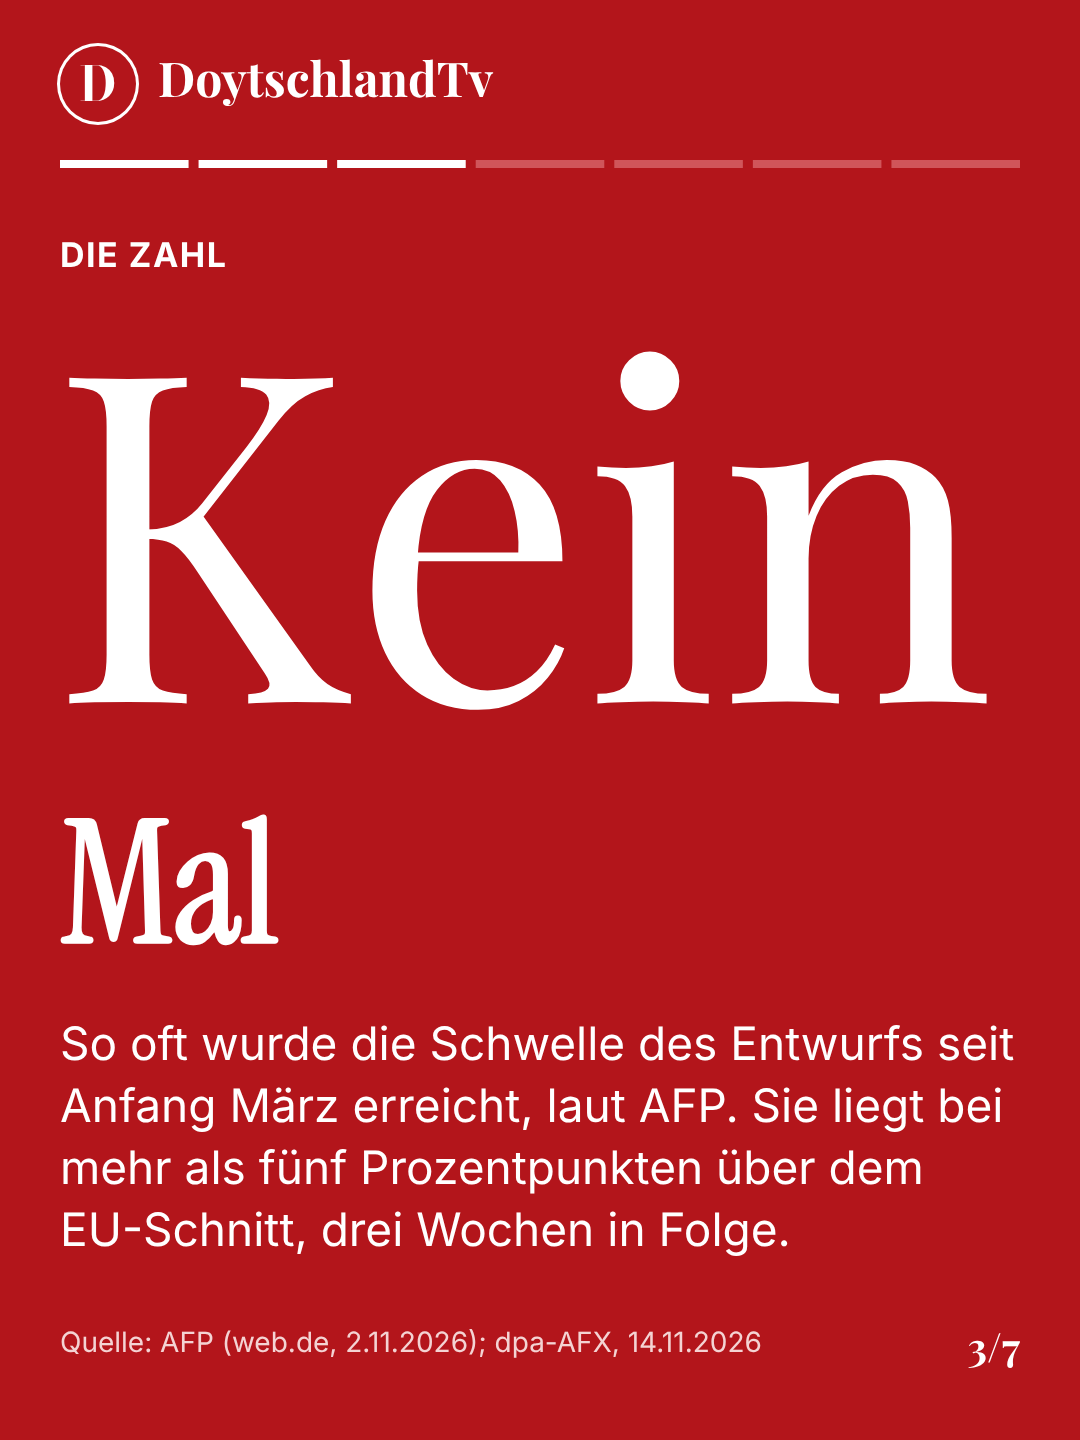 D DoytschlandTv
DIE ZAHL
Kein
Mal
So oft wurde die Schwelle des Entwurfs seit
Anfang März erreicht, laut AFP. Sie liegt bei
mehr als fünf Prozentpunkten über dem
EU-Schnitt, drei Wochen in Folge.
Quelle: AFP (web.de, 2.11.2026); dpa-AFX, 14.11.2026
3/7